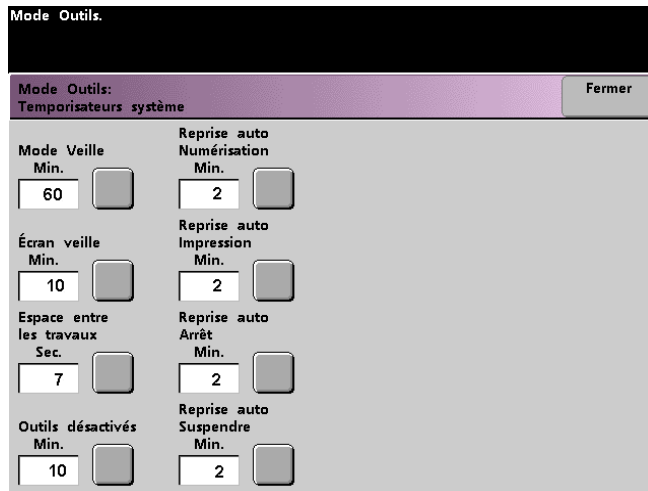 Mode Outils.
Mode Outils:
Temporisateurs système
Fermer
Mode Veille
Min.
60
Reprise auto
Numérisation
Min.
2
Écran veille
Min.
10
Reprise auto
Impression
Min.
2
Espace entre
les travaux
Sec.
7
Reprise auto
Arrêt
Min.
2
Outils désactivés
Min.
10
Reprise auto
Suspendre
Min.
2